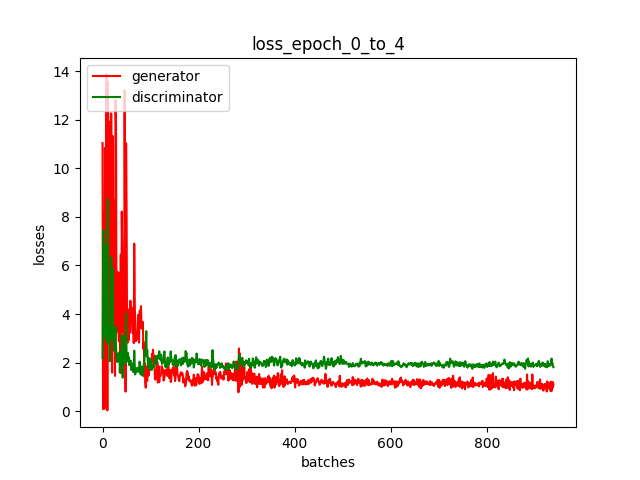 loss_epoch_0_to_4
generator
discriminator
14
12
10
8
6
4
2
0
losses
0 200 400 600 800
batches